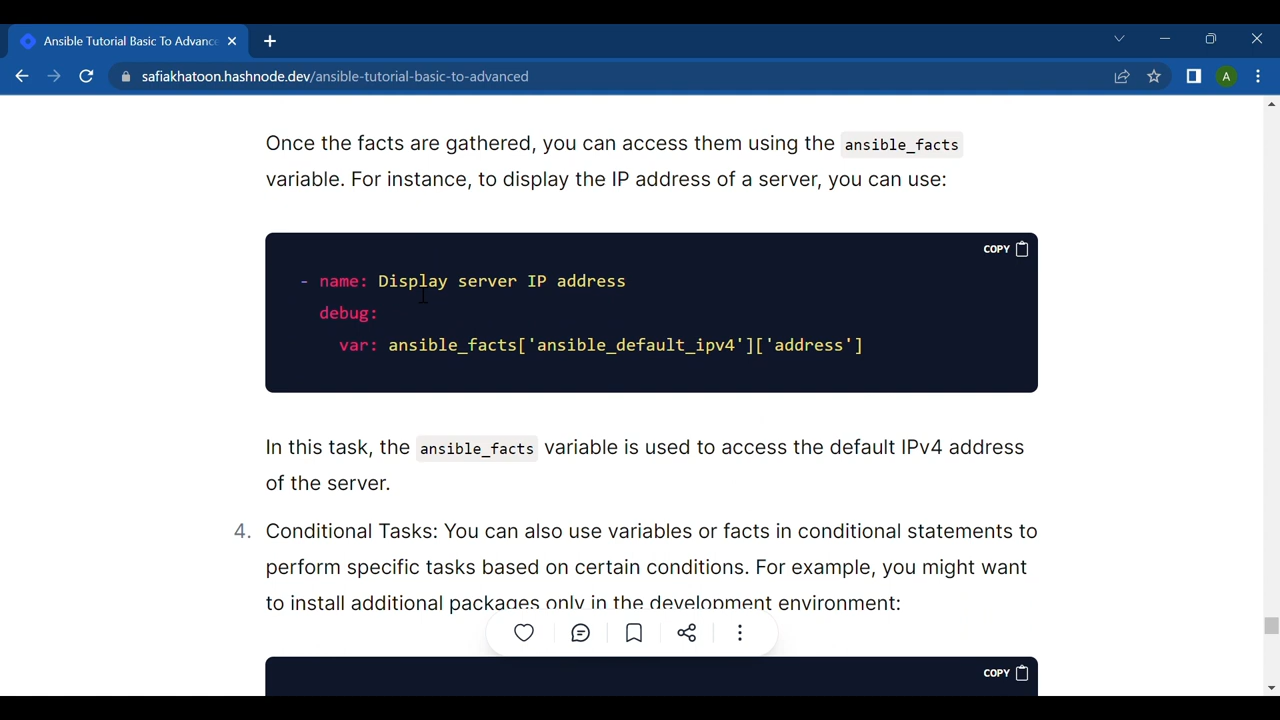 Ansible Tutorial Basic To Advance
safiakhatoon.hashnode.dev/ansible-tutorial-basic-to-advanced
A
Once the facts are gathered, you can access them using the ansible_facts
variable. For instance, to display the IP address of a server, you can use:
COPY
- name: Display server IP address
debug:
var: ansible_facts['ansible_default_ipv4']['address']
In this task, the ansible_facts variable is used to access the default IPv4 address
of the server.
4. Conditional Tasks: You can also use variables or facts in conditional statements to
perform specific tasks based on certain conditions. For example, you might want
to install additional packages only in the development environment:
COPY